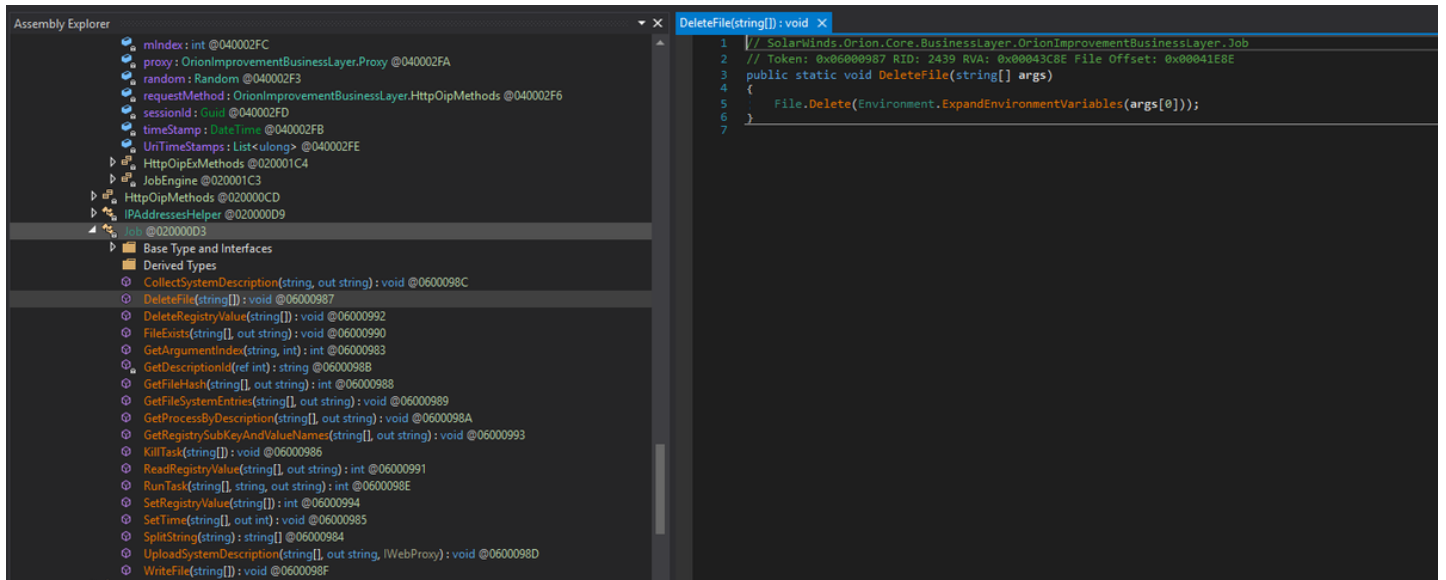 Assembly Explorer
mIndex : int @040002FC
proxy : OrionImprovementBusinessLayer.Proxy @040002FA
random : Random @040002F3
requestMethod : OrionImprovementBusinessLayer.HttpOipMethods @040002F6
sessionId : Guid @040002FD
timeStamp : DateTime @040002FB
UriTimeStamps : List<ulong> @040002FE
HttpOipExMethods @020001C4
JobEngine @020001C3
HttpOipMethods @020000CD
IPAddressesHelper @020000D9
Job @020000D3
Base Type and Interfaces
Derived Types
CollectSystemDescription(string, out string) : void @0600098C
DeleteFile(string[]) : void @06000987
DeleteRegistryValue(string[]) : void @06000992
FileExists(string[], out string) : void @06000990
GetArgumentIndex(string, int) : int @06000983
GetDescriptionId(ref int) : string @0600098B
GetFileHash(string[], out string) : int @06000988
GetFileSystemEntries(string[], out string) : void @06000989
GetProcessByDescription(string[], out string) : void @0600098A
GetRegistrySubKeyAndValueNames(string[], out string) : void @06000993
KillTask(string[]) : void @06000986
ReadRegistryValue(string[], out string) : int @06000991
RunTask(string[], string, out string) : int @0600098E
SetRegistryValue(string[]) : int @06000994
SetTime(string[], out int) : void @06000985
SplitString(string) : string[] @06000984
UploadSystemDescription(string[], out string, IWebProxy) : void @0600098D
WriteFile(string[]) : void @0600098F
DeleteFile(string[]) : void
1 // SolarWinds.Orion.Core.BusinessLayer.OrionImprovementBusinessLayer.Job
2 // Token: 0x06000987 RID: 2439 RVA: 0x00043C8E File Offset: 0x00041E8E
3 public static void DeleteFile(string[] args)
4 {
5 File.Delete(Environment.ExpandEnvironmentVariables(args[0]));
6 }
7